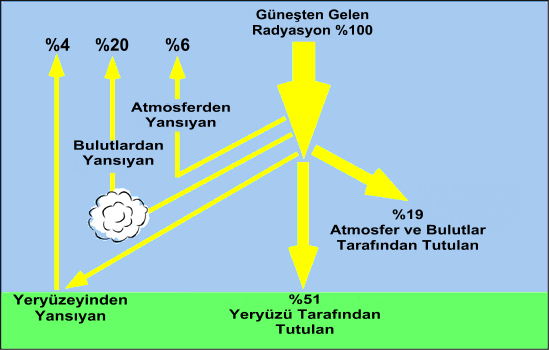 Güneşten Gelen
Radyasyon %100
%4
%20
%6
Atmosferden
Yansıyan
Bulutlardan
Yansıyan
%19
Atmosfer ve Bulutlar
Tarafından Tutulan
Yeryüzeyinden
Yansıyan
%51
Yeryüzü Tarafından
Tutulan